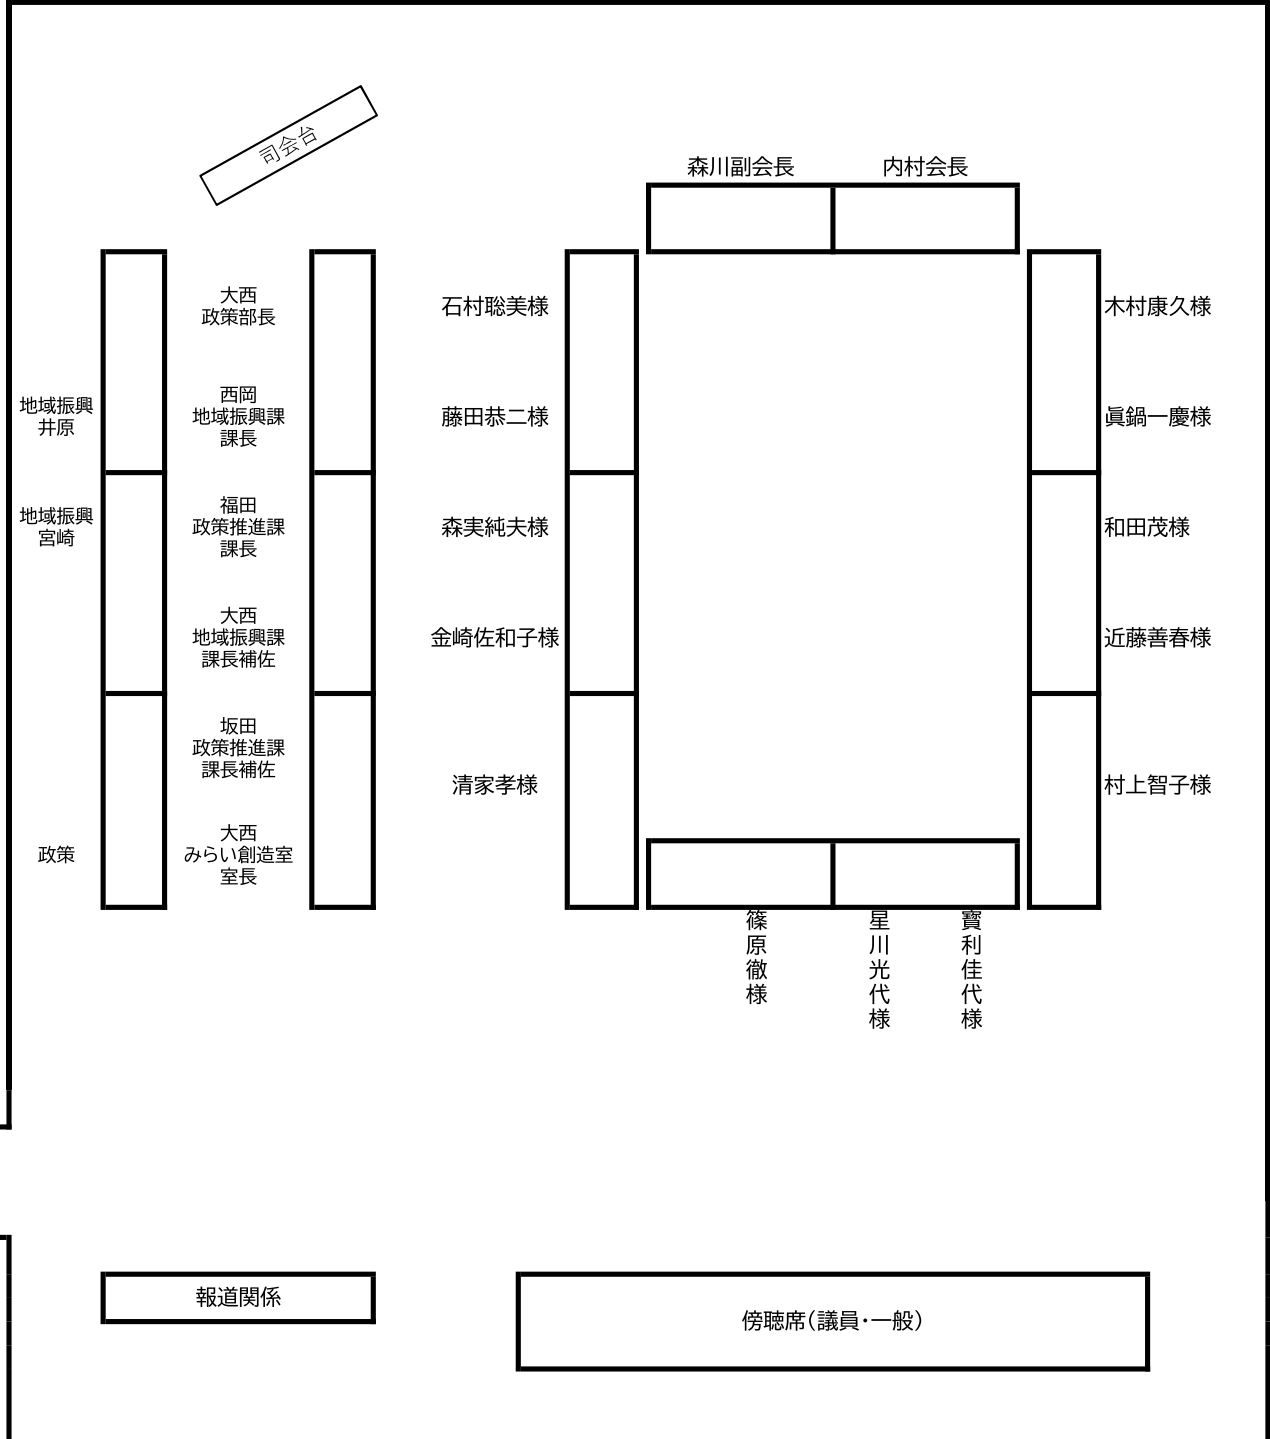 司会台
森川副会長
内村会長
大西
政策部長
西岡
地域振興課
課長
福田
政策推進課
課長
大西
地域振興課
課長補佐
坂田
政策推進課
課長補佐
大西
みらい創造室
室長
地域振興
井原
地域振興
宮崎
政策
石村聡美様
藤田恭二様
森実純夫様
金崎佐和子様
清家孝様
木村康久様
眞鍋一慶様
和田茂様
近藤善春様
村上智子様
篠原徹様
星川光代様
寶利佳代様
報道関係
傍聴席（議員・一般）